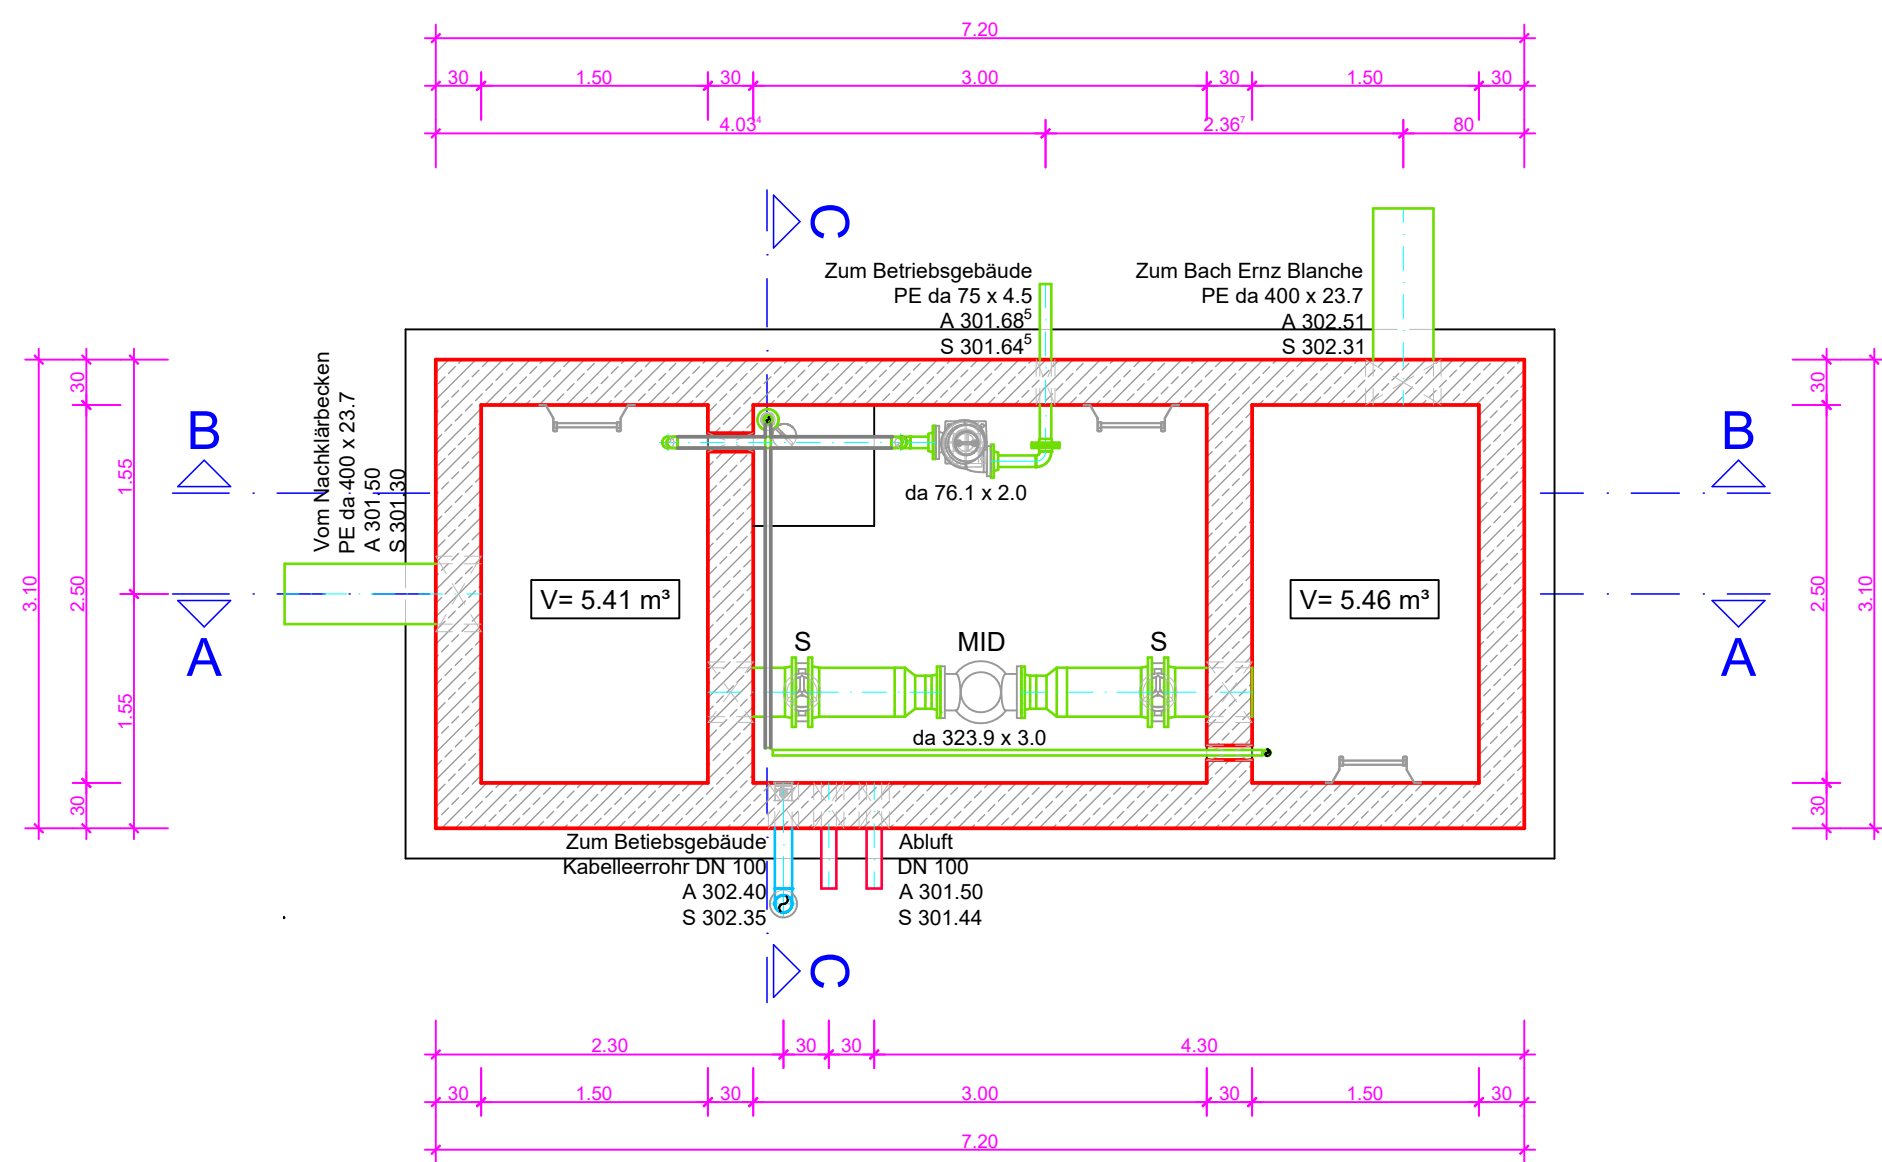 7.20
30 1.50 30 3.00 30 1.50 30
4.03⁴ 2.36⁷ 80
C
Zum Betriebsgebäude
PE da 75 x 4.5
A 301.68⁵
S 301.64⁵
Zum Bach Ernz Blanche
PE da 400 x 23.7
A 302.51
S 302.31
Vom Nachklärbecken
PE da 400 x 23.7
A 301.50
S 301.30
3.10
30
2.50
30
1.55
1.55
B
A
B
A
30
2.50
30
3.10
da 76.1 x 2.0
V= 5.41 m³
V= 5.46 m³
S MID S
da 323.9 x 3.0
Zum Betiebsgebäude
Kabelleerrohr DN 100
A 302.40
S 302.35
Abluft
DN 100
A 301.50
S 301.44
C
2.30 30 30 4.30
30 1.50 30 3.00 30 1.50 30
7.20